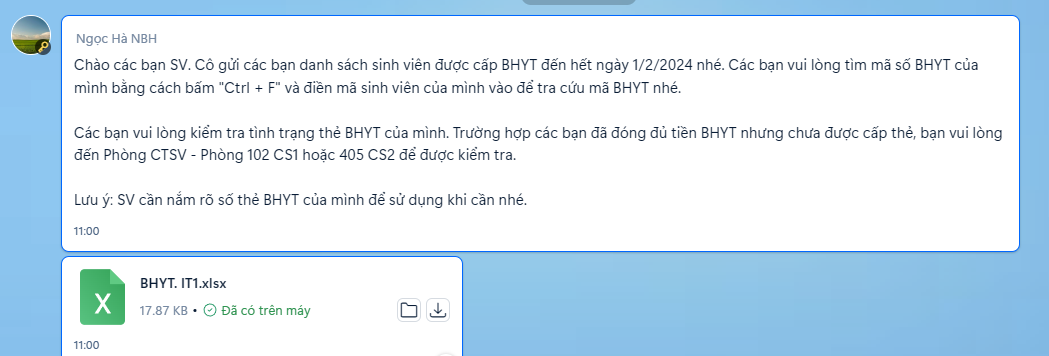 Ngọc Hà NBH
Chào các bạn SV. Cô gửi các bạn danh sách sinh viên được cấp BHYT đến hết ngày 1/2/2024 nhé. Các bạn vui lòng tìm mã số BHYT của
mình bằng cách bấm "Ctrl + F" và điền mã sinh viên của mình vào để tra cứu mã BHYT nhé.
Các bạn vui lòng kiểm tra tình trạng thẻ BHYT của mình. Trường hợp các bạn đã đóng đủ tiền BHYT nhưng chưa được cấp thẻ, bạn vui lòng
đến Phòng CTSV - Phòng 102 CS1 hoặc 405 CS2 để được kiểm tra.
Lưu ý: SV cần nắm rõ số thẻ BHYT của mình để sử dụng khi cần nhé.
11:00
X
BHYT. IT1.xlsx
17.87 KB • Đã có trên máy
11:00